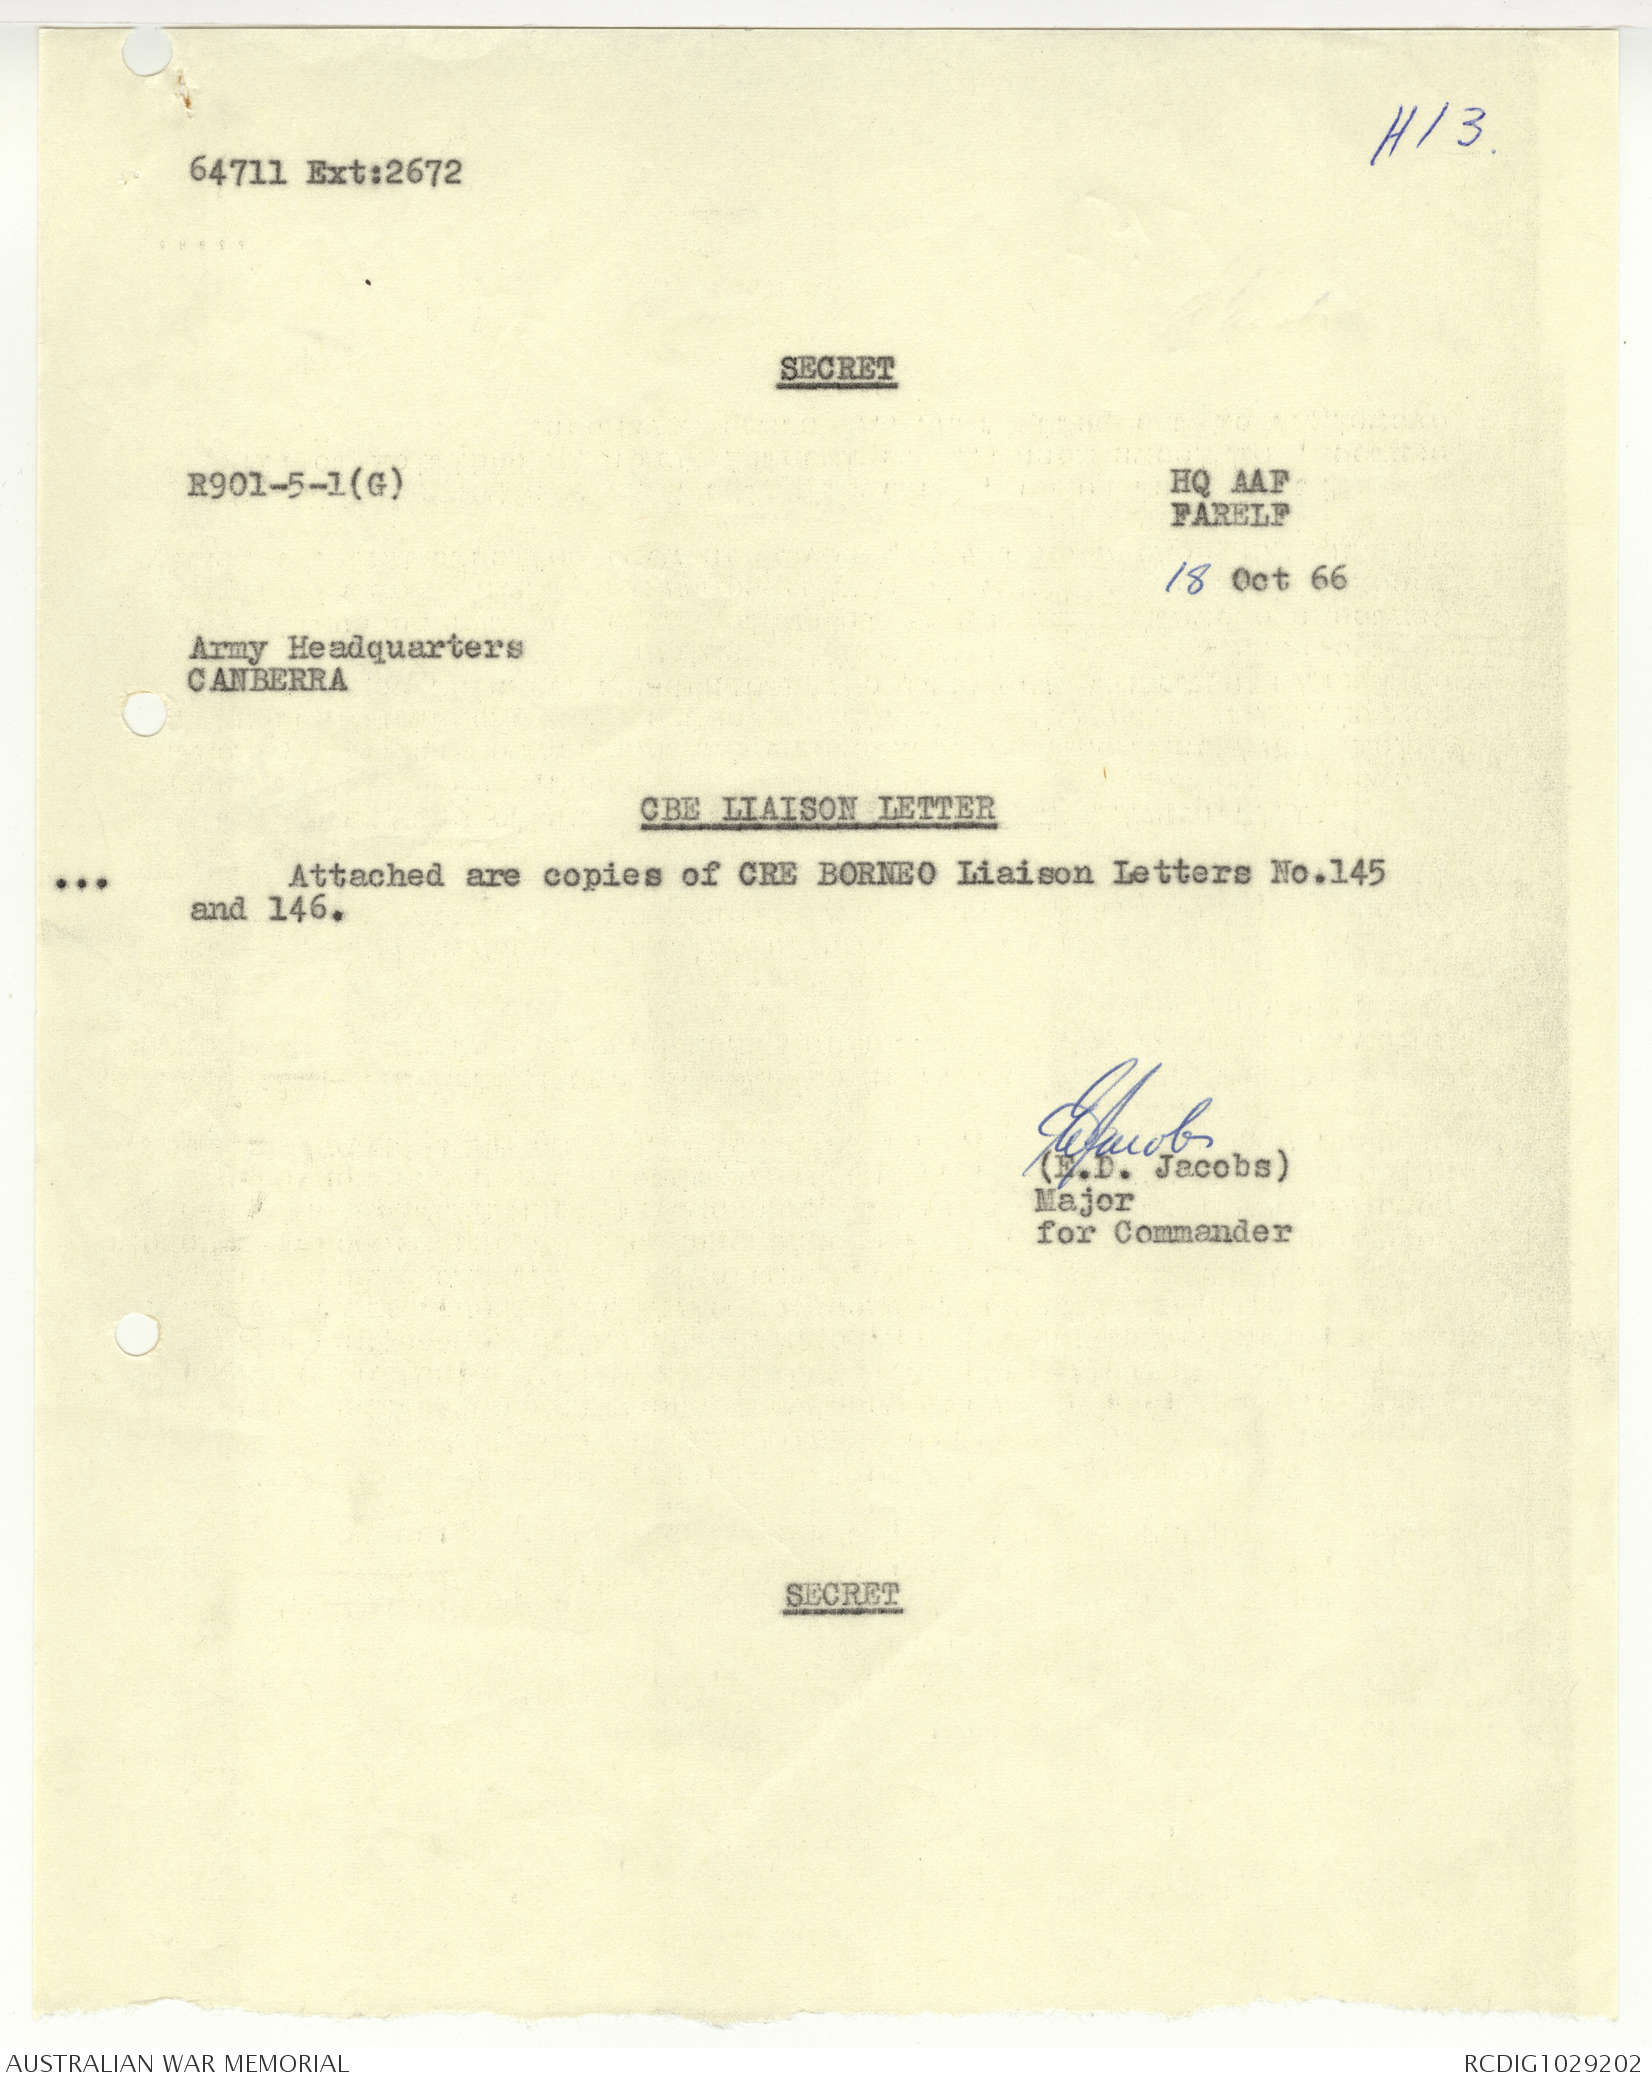 H13.
64711 Ext:2672
SECRET
R901-5-1(G)
HQ AAF
FARELF
18 Oct 66
Army Headquarters
CANBERRA
CBE LIAISON LETTER
... Attached are copies of CRE BORNEO Liaison Letters No.145
and 146.
(E.D. Jacobs)
Major
for Commander
SECRET
AUSTRALIAN WAR MEMORIAL
RCDIG1029202